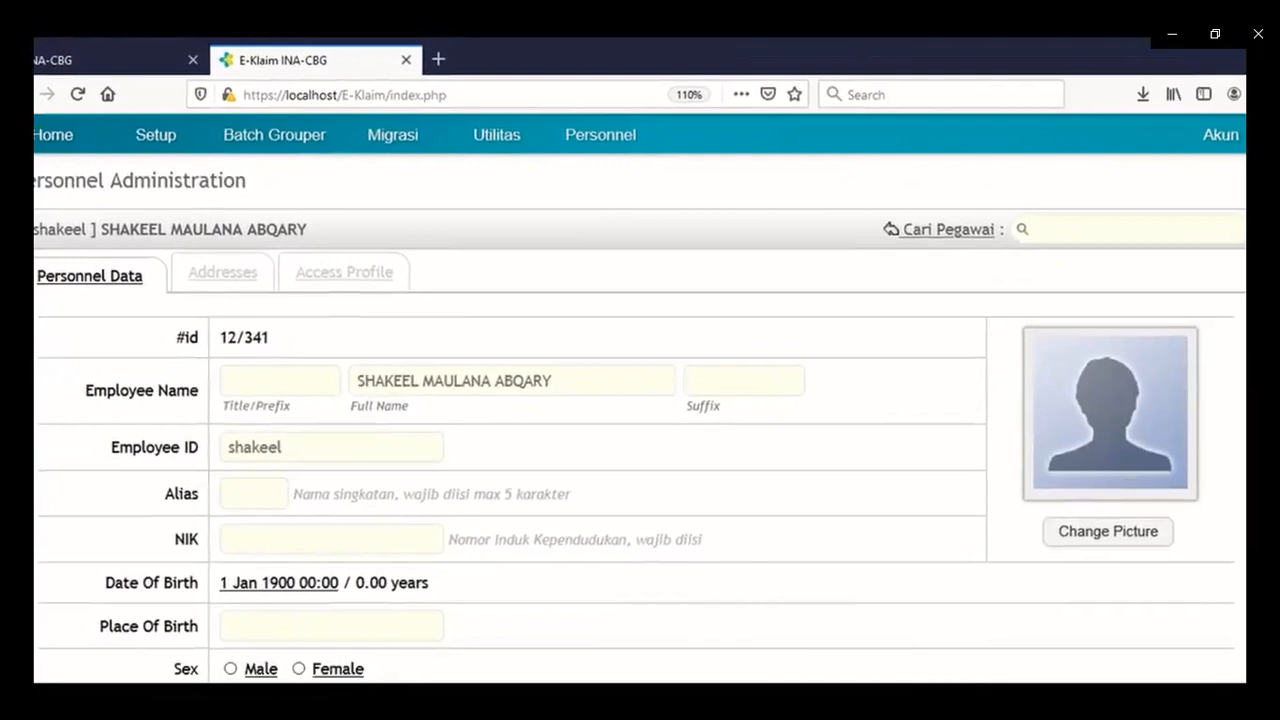 NA-CBG
E-Klaim INA-CBG
https://localhost/E-Klaim/index.php
110%
Search
Home Setup Batch Grouper Migrasi Utilitas Personnel Akun
ersonnel Administration
shakeel ] SHAKEEL MAULANA ABQARY
Cari Pegawai :
Personnel Data Addresses Access Profile
#id 12/341
Employee Name SHAKEEL MAULANA ABQARY
Title/Prefix Full Name Suffix
Employee ID shakeel
Alias Nama singkatan, wajib diisi max 5 karakter
NIK Nomor Induk Kependudukan, wajib diisi
Change Picture
Date Of Birth 1 Jan 1900 00:00 / 0.00 years
Place Of Birth
Sex Male Female